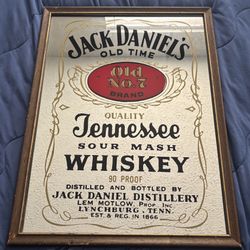 JACK DANIEL'S
OLD TIME
Old
No. 7
BRAND
QUALITY
Tennessee
SOUR MASH
WHISKEY
90 PROOF
DISTILLED AND BOTTLED BY
JACK DANIEL DISTILLERY
LEM MOTLOW, PROP. INC.
LYNCHBURG, TENN.
EST. & REG. IN 1866